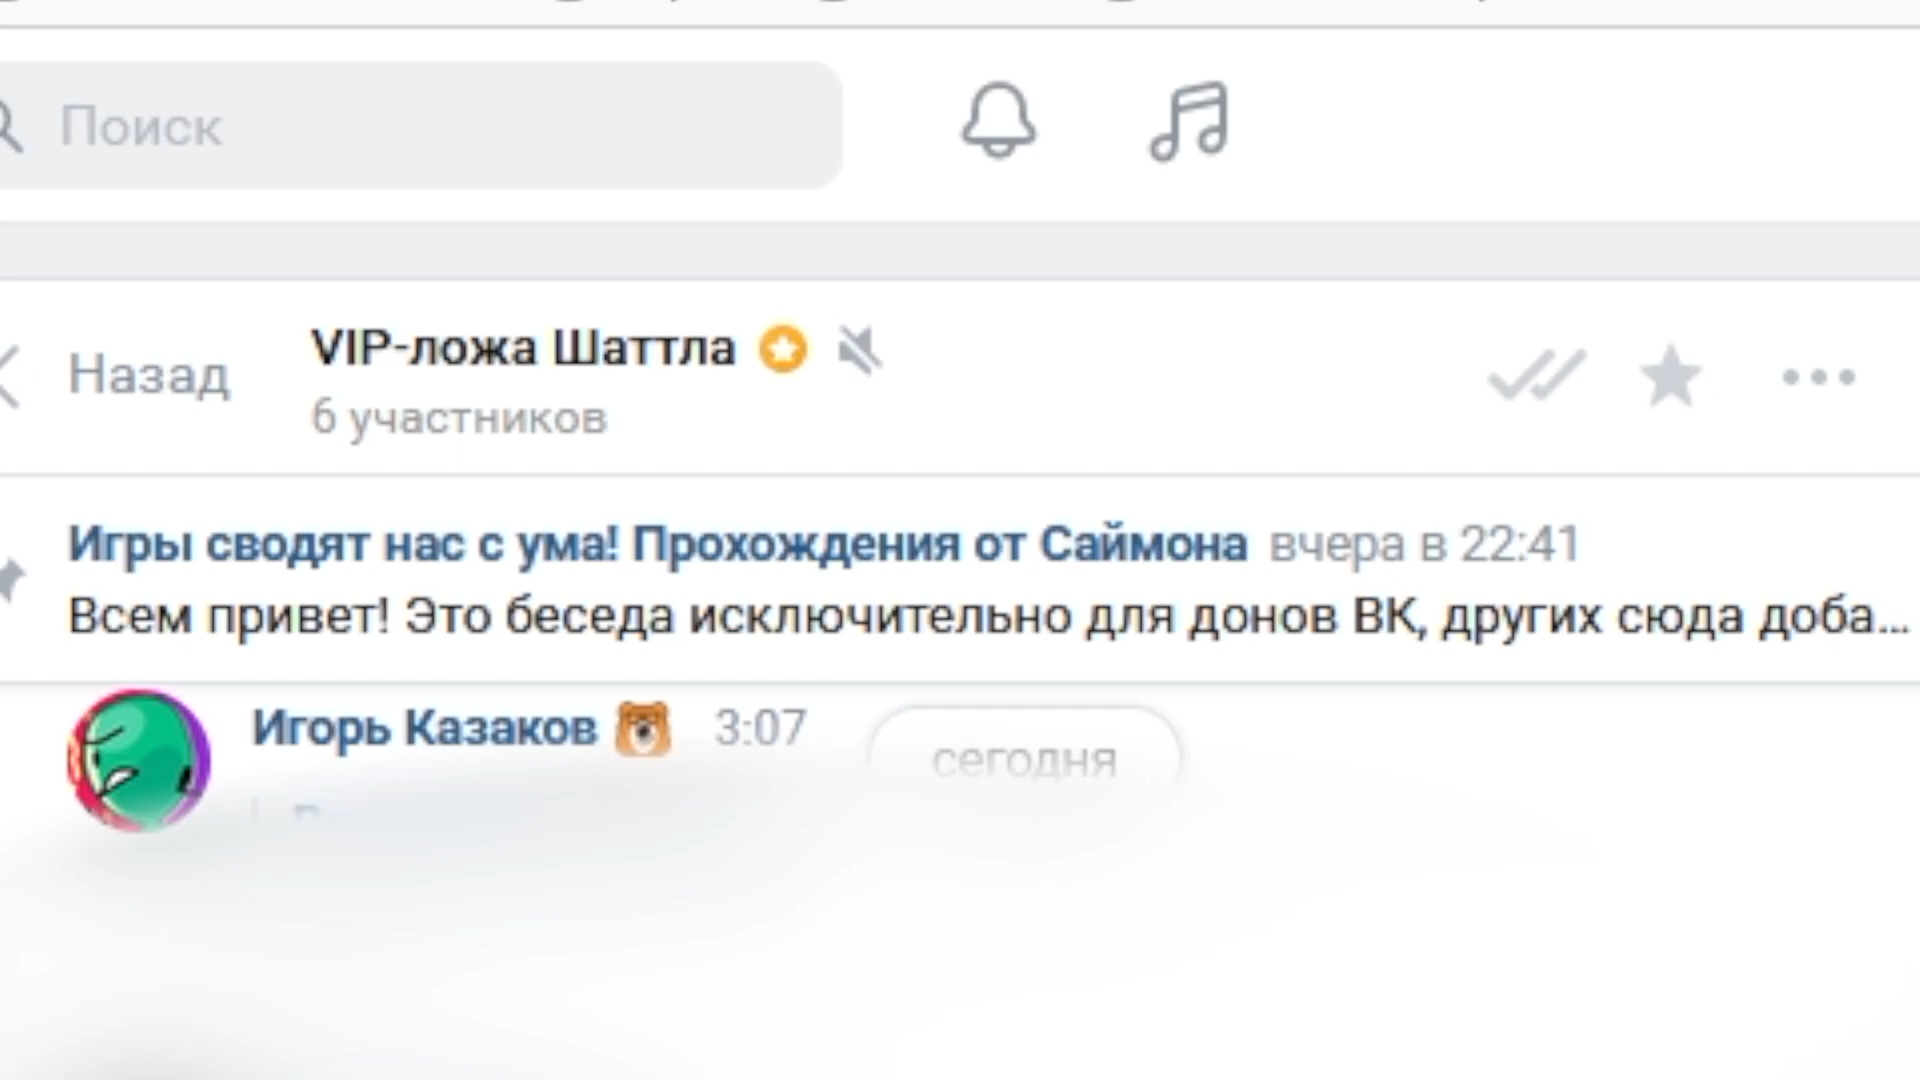 Поиск
Назад
VIP-ложа Шаттла
6 участников
Игры сводят нас с ума! Прохождения от Саймона вчера в 22:41
Всем привет! Это беседа исключительно для донов ВК, других сюда доба...
Игорь Казаков 3:07
сегодня